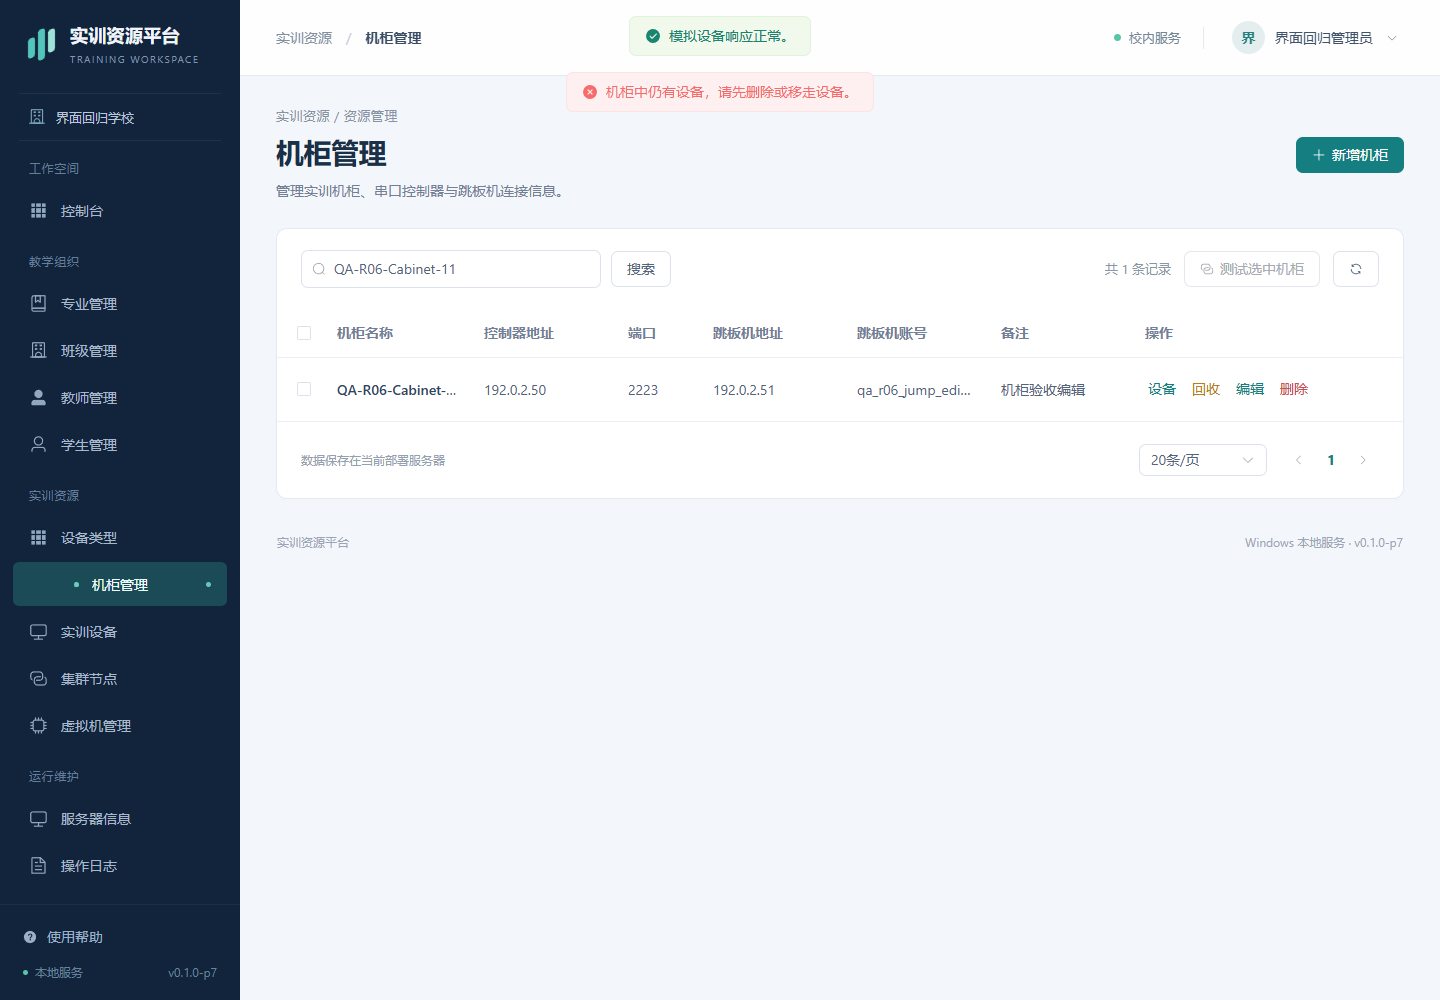 实训资源平台
TRAINING WORKSPACE
界面回归学校
工作空间
控制台
教学组织
专业管理
班级管理
教师管理
学生管理
实训资源
设备类型
机柜管理
实训设备
集群节点
虚拟机管理
运行维护
服务器信息
操作日志
使用帮助
本地服务 v0.1.0-p7
实训资源 / 机柜管理
模拟设备响应正常。
校内服务
界 界面回归管理员
机柜中仍有设备，请先删除或移走设备。
实训资源 / 资源管理
机柜管理
管理实训机柜、串口控制器与跳板机连接信息。
新增机柜
QA-R06-Cabinet-11 搜索 共 1 条记录 测试选中机柜
机柜名称 控制器地址 端口 跳板机地址 跳板机账号 备注 操作
QA-R06-Cabinet-... 192.0.2.50 2223 192.0.2.51 qa_r06_jump_edi... 机柜验收编辑 设备 回收 编辑 删除
数据保存在当前部署服务器 20条/页 1
实训资源平台 Windows 本地服务 · v0.1.0-p7